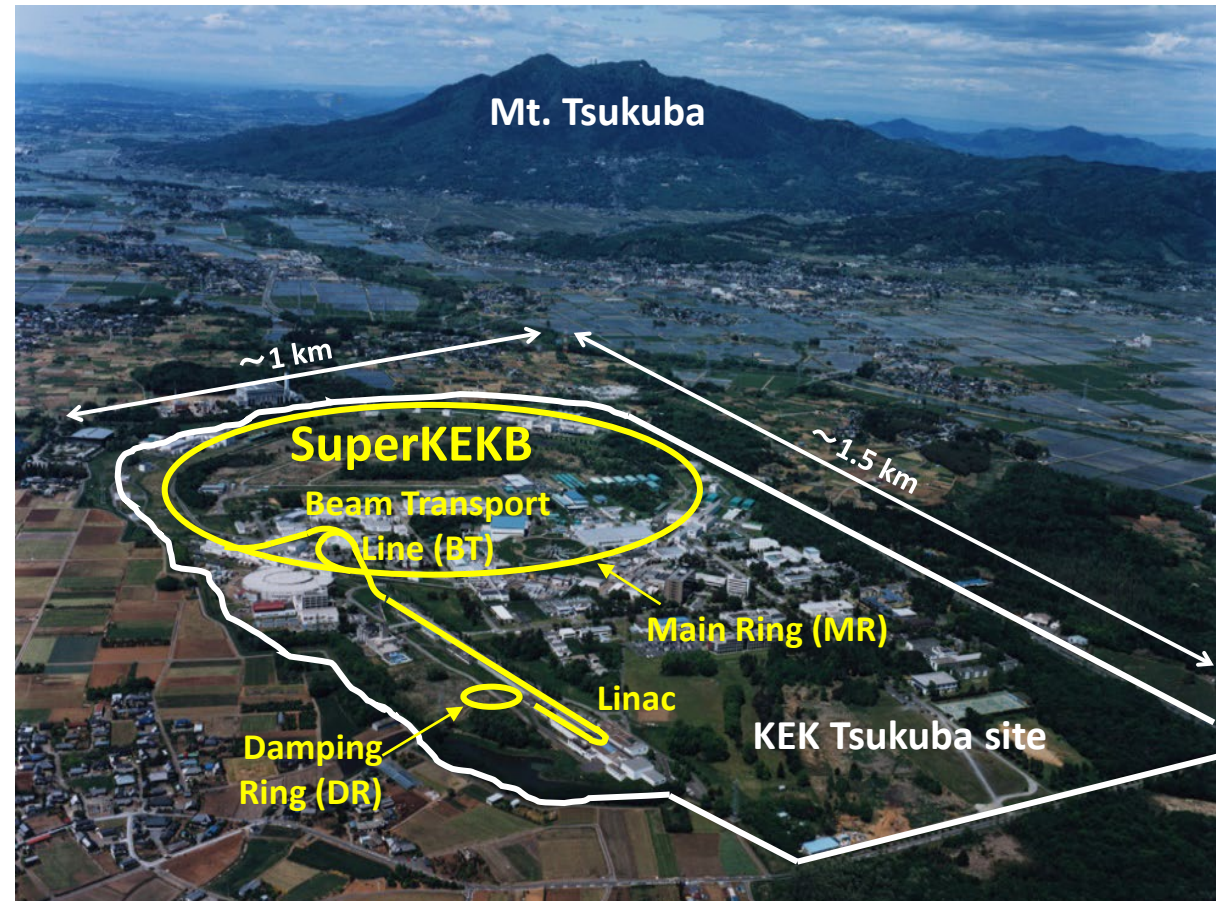 Mt. Tsukuba
~1 km
~1.5 km
SuperKEKB
Beam Transport
Line (BT)
Main Ring (MR)
Linac
Damping
Ring (DR)
KEK Tsukuba site